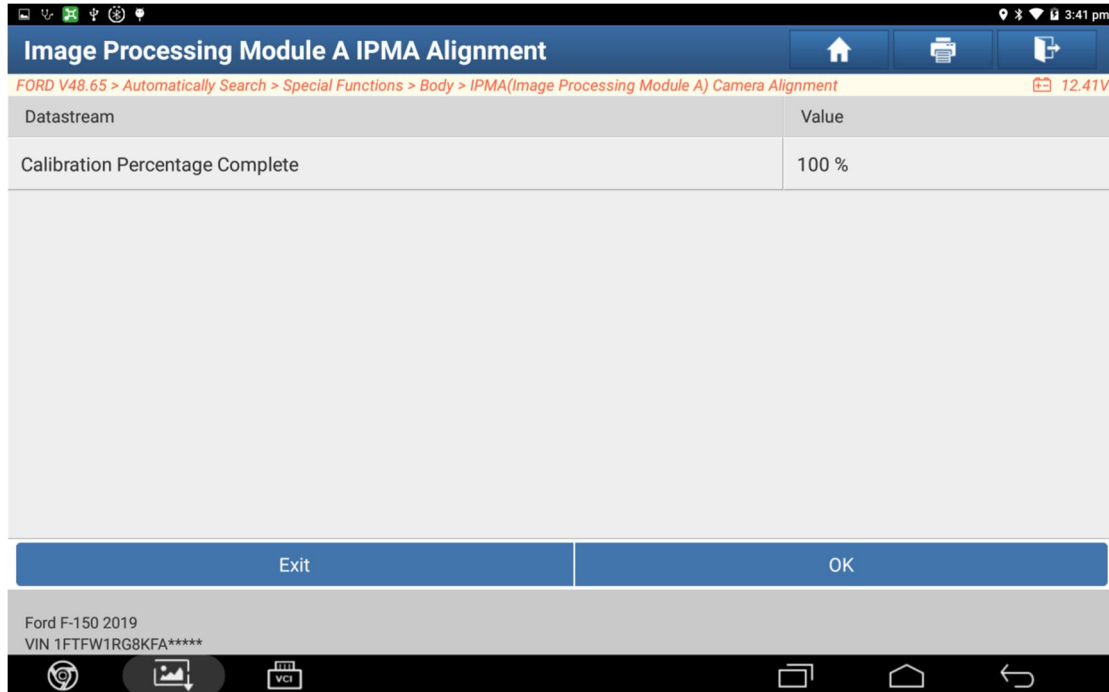 3:41 pm
Image Processing Module A IPMA Alignment
FORD V48.65 > Automatically Search > Special Functions > Body > IPMA(Image Processing Module A) Camera Alignment
12.41V
Datastream Value
Calibration Percentage Complete 100 %
Exit OK
Ford F-150 2019
VIN 1FTFW1RG8KFA*****
VCI